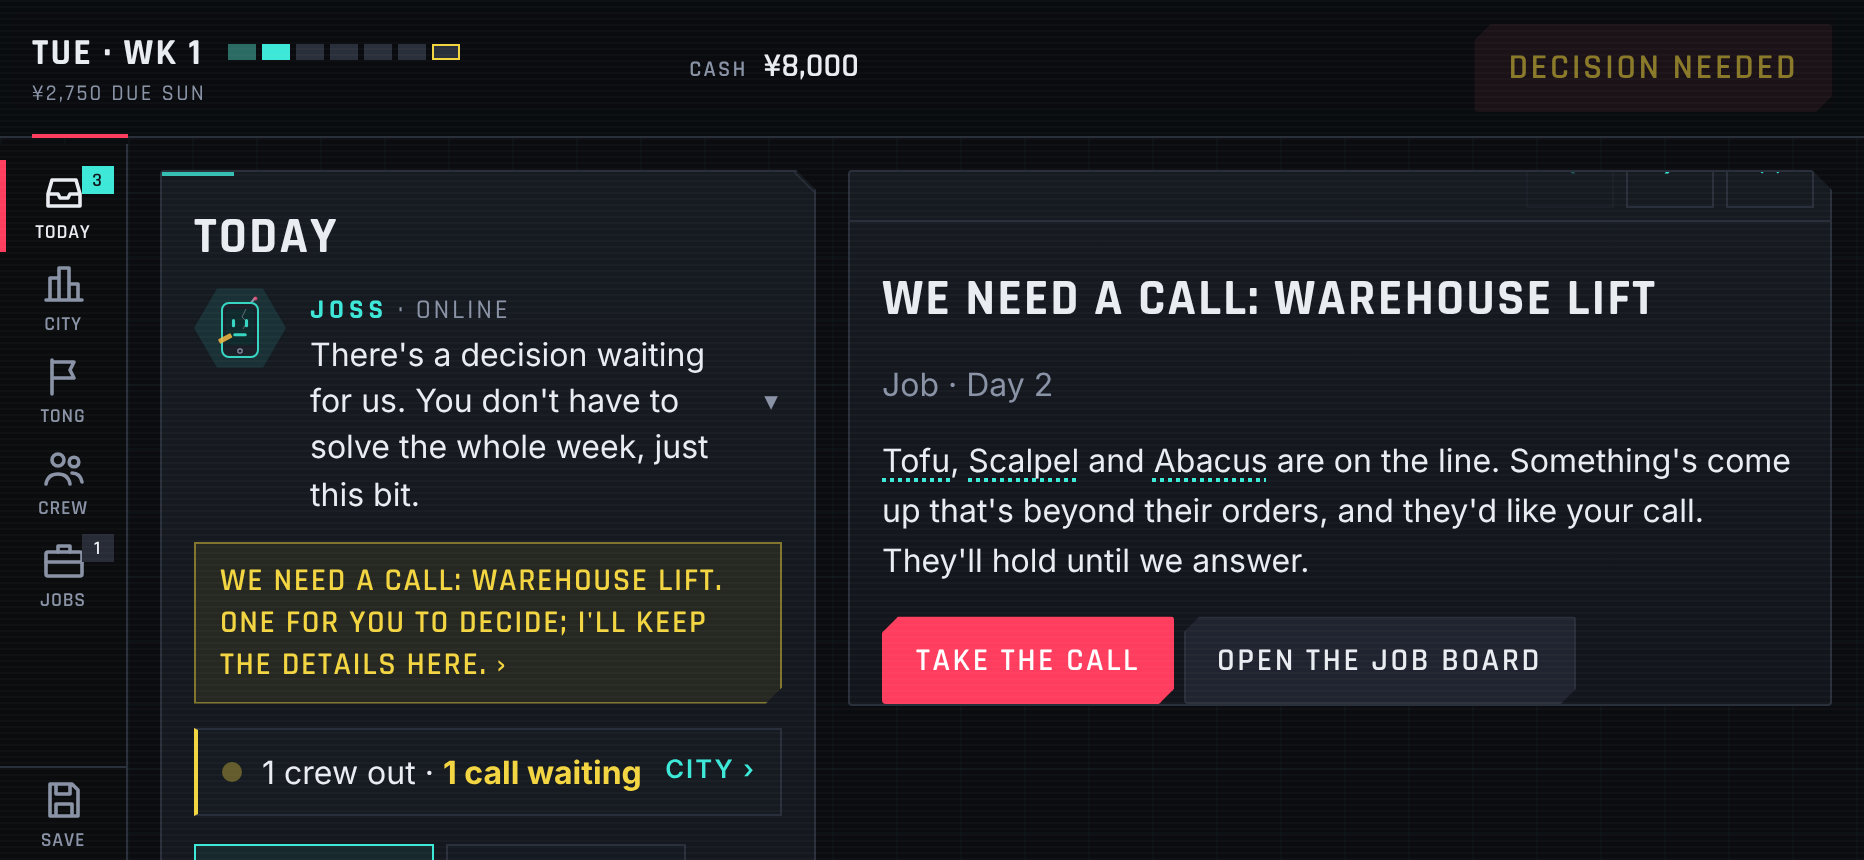 TUE · WK 1
¥2,750 DUE SUN
CASH ¥8,000
DECISION NEEDED
3
TODAY
CITY
TONG
CREW
1
JOBS
SAVE
TODAY
JOSS · ONLINE
There's a decision waiting
for us. You don't have to
solve the whole week, just
this bit.
WE NEED A CALL: WAREHOUSE LIFT.
ONE FOR YOU TO DECIDE; I'LL KEEP
THE DETAILS HERE. ›
1 crew out · 1 call waiting CITY ›
WE NEED A CALL: WAREHOUSE LIFT
Job · Day 2
Tofu, Scalpel and Abacus are on the line. Something's come
up that's beyond their orders, and they'd like your call.
They'll hold until we answer.
TAKE THE CALL
OPEN THE JOB BOARD